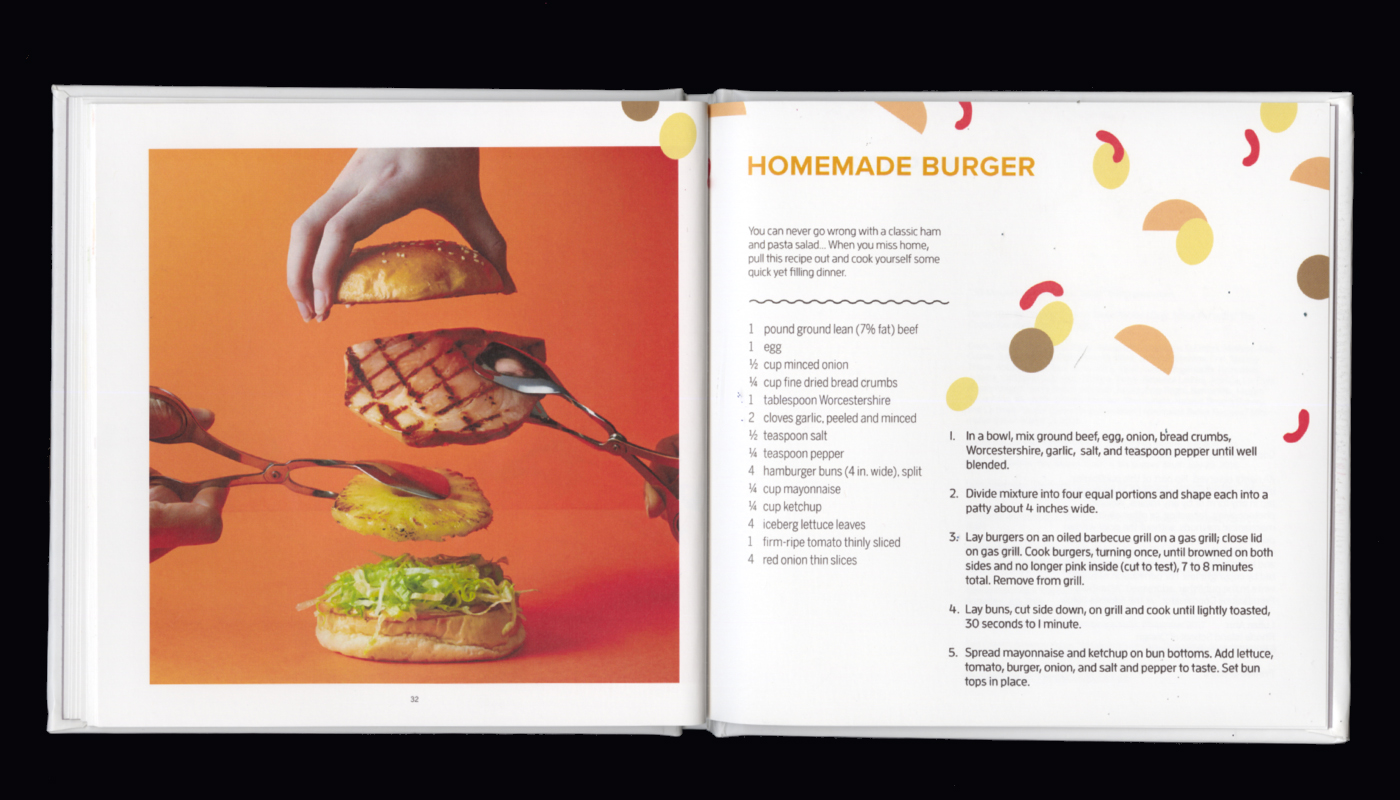 32
HOMEMADE BURGER
You can never go wrong with a classic ham
and pasta salad... When you miss home,
pull this recipe out and cook yourself some
quick yet filling dinner.
1 pound ground lean (7% fat) beef
1 egg
½ cup minced onion
¼ cup fine dried bread crumbs
1 tablespoon Worcestershire
2 cloves garlic, peeled and minced
½ teaspoon salt
¼ teaspoon pepper
4 hamburger buns (4 in. wide), split
¼ cup mayonnaise
¼ cup ketchup
4 iceberg lettuce leaves
1 firm-ripe tomato thinly sliced
4 red onion thin slices
1. In a bowl, mix ground beef, egg, onion, bread crumbs,
Worcestershire, garlic, salt, and teaspoon pepper until well
blended.
2. Divide mixture into four equal portions and shape each into a
patty about 4 inches wide.
3. Lay burgers on an oiled barbecue grill on a gas grill; close lid
on gas grill. Cook burgers, turning once, until browned on both
sides and no longer pink inside (cut to test), 7 to 8 minutes
total. Remove from grill.
4. Lay buns, cut side down, on grill and cook until lightly toasted,
30 seconds to 1 minute.
5. Spread mayonnaise and ketchup on bun bottoms. Add lettuce,
tomato, burger, onion, and salt and pepper to taste. Set bun
tops in place.